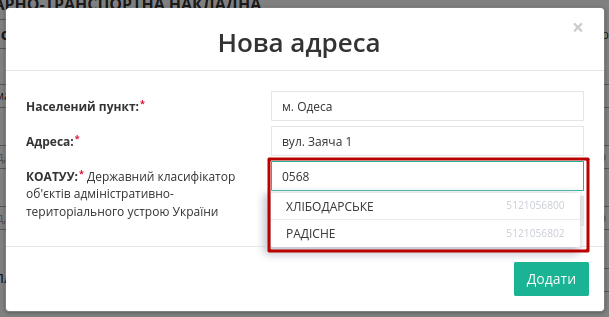 АРНО-ТРАНСПОРТНА НАКЛАДНА
×
Нова адреса
Населений пункт:*
м. Одеса
Адреса:*
вул. Заяча 1
КОАТУУ:* Державний класифікатор
об'єктів адміністративно-
територіального устрою України
0568
ХЛІБОДАРСЬКЕ 5121056800
РАДІСНЕ 5121056802
Додати